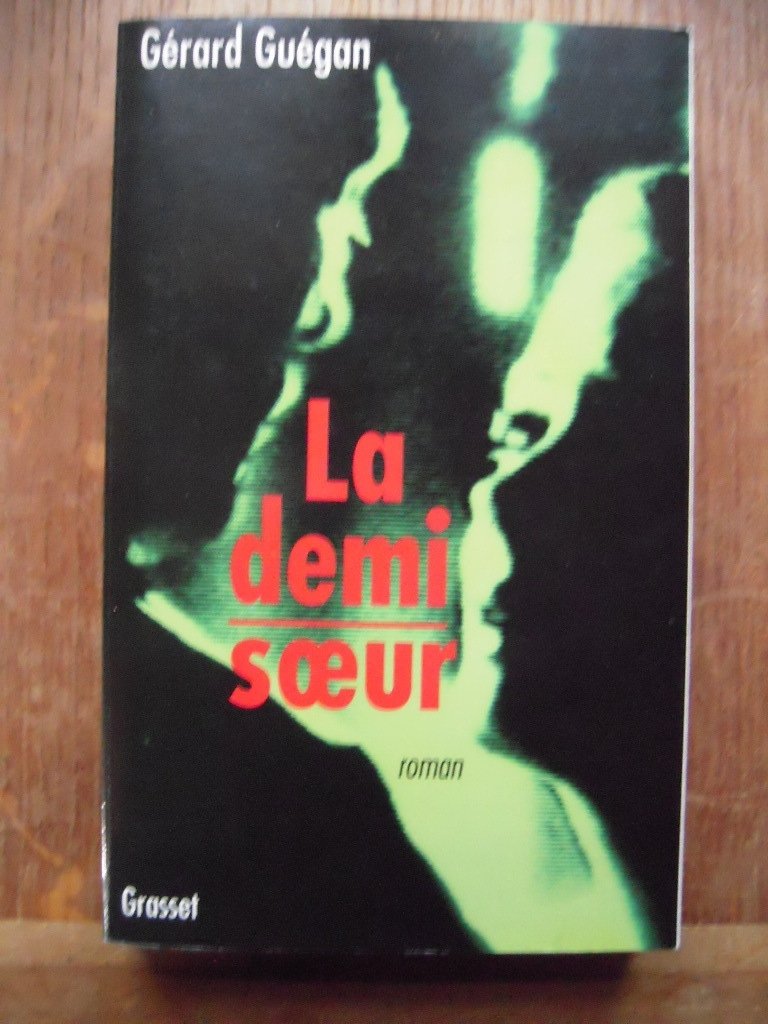 Gérard Guégan
La
demi
sœur
roman
Grasset